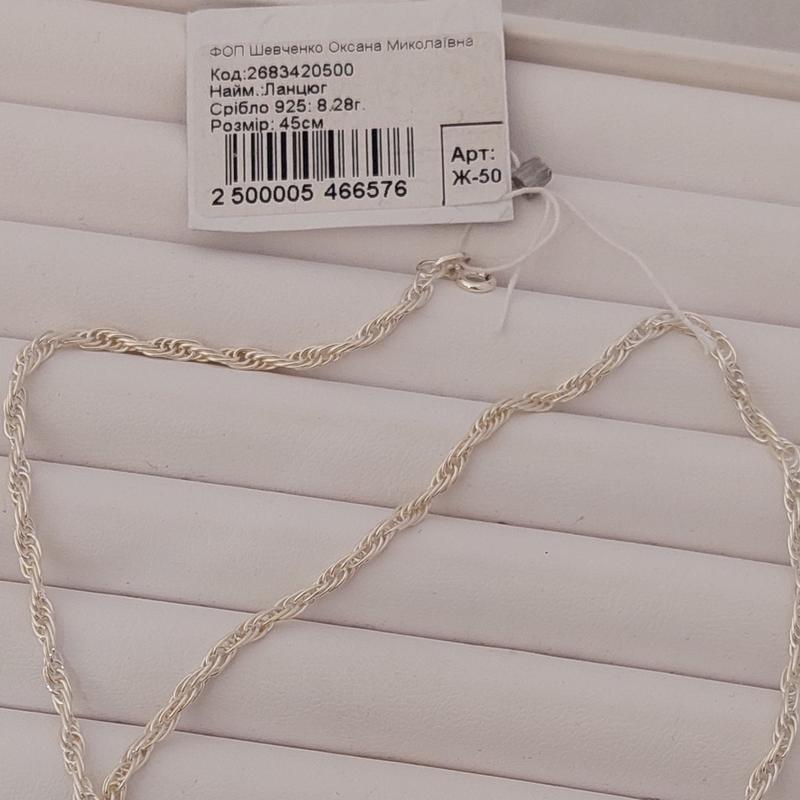 ФОП Шевченко Оксана Миколаївна
Код:2683420500
Найм.:Ланцюг
Срібло 925: 8.28г.
Розмір: 45см
2 500005 466576
Арт:
Ж-50